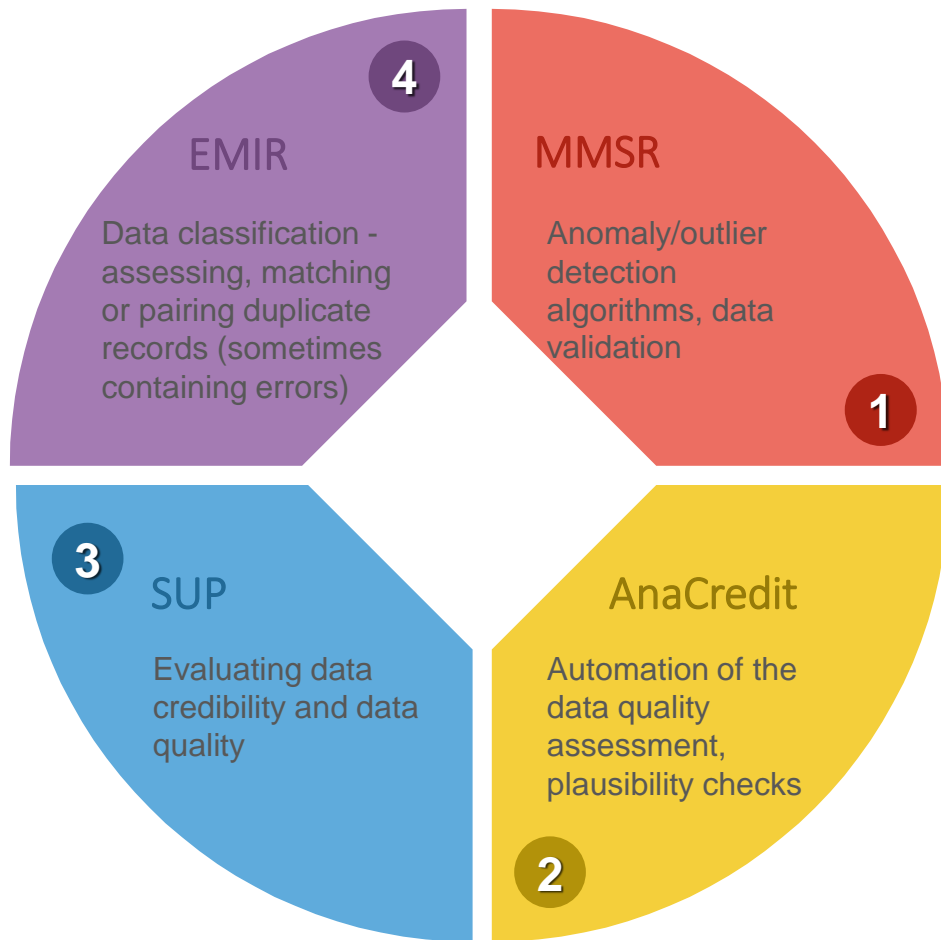 4
EMIR
Data classification -
assessing, matching
or pairing duplicate
records (sometimes
containing errors)
MMSR
Anomaly/outlier
detection
algorithms, data
validation
1
3
SUP
Evaluating data
credibility and data
quality
AnaCredit
Automation of the
data quality
assessment,
plausibility checks
2